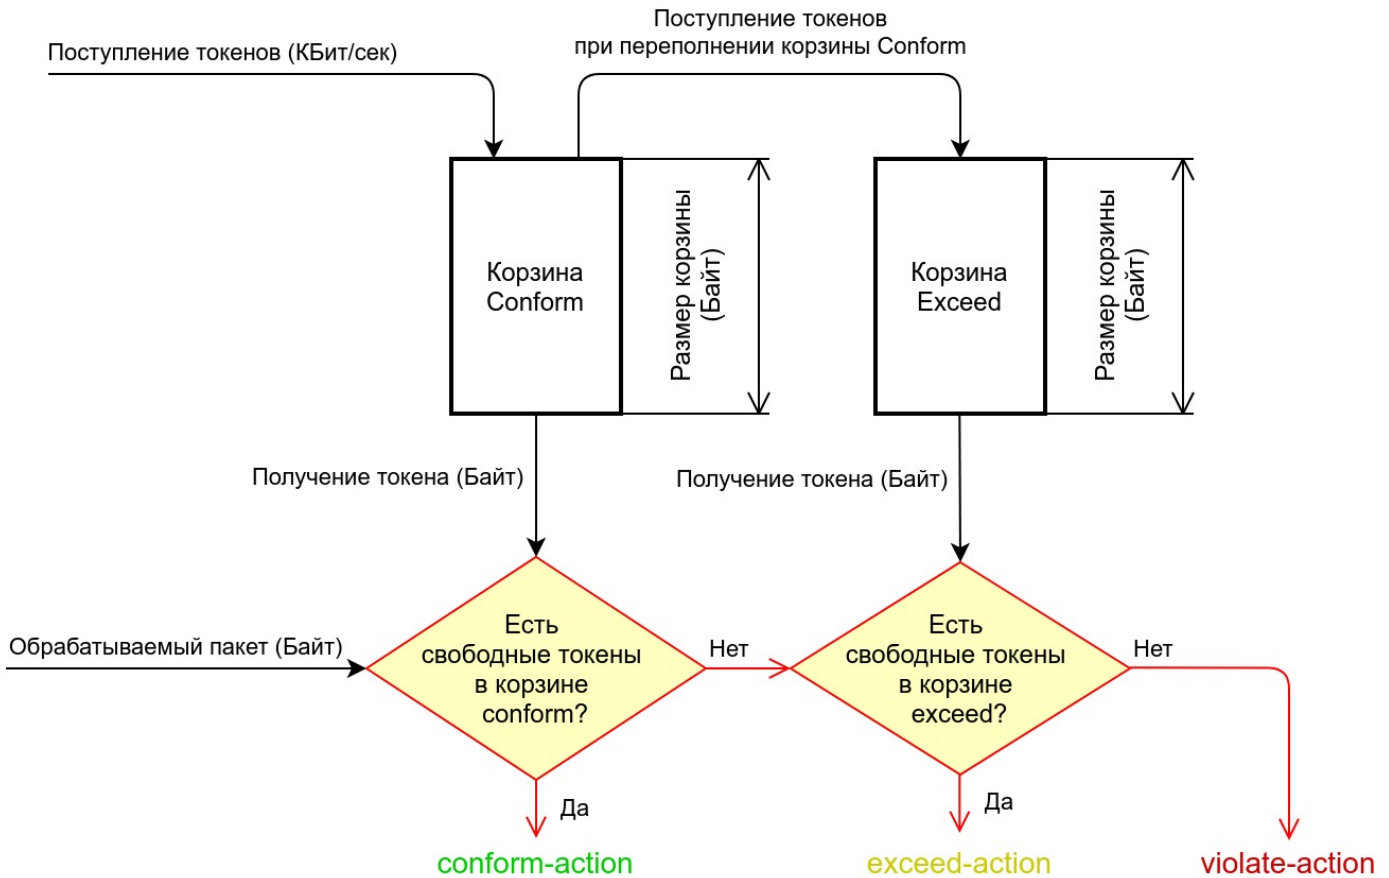 Поступление токенов
при переполнении корзины Conform
Поступление токенов (КБит/сек)
Корзина
Conform
Размер корзины
(Байт)
Корзина
Exceed
Размер корзины
(Байт)
Получение токена (Байт)
Получение токена (Байт)
Обрабатываемый пакет (Байт)
Есть
свободные токены
в корзине
conform?
Нет
Есть
свободные токены
в корзине
exceed?
Нет
Да
Да
conform-action
exceed-action
violate-action